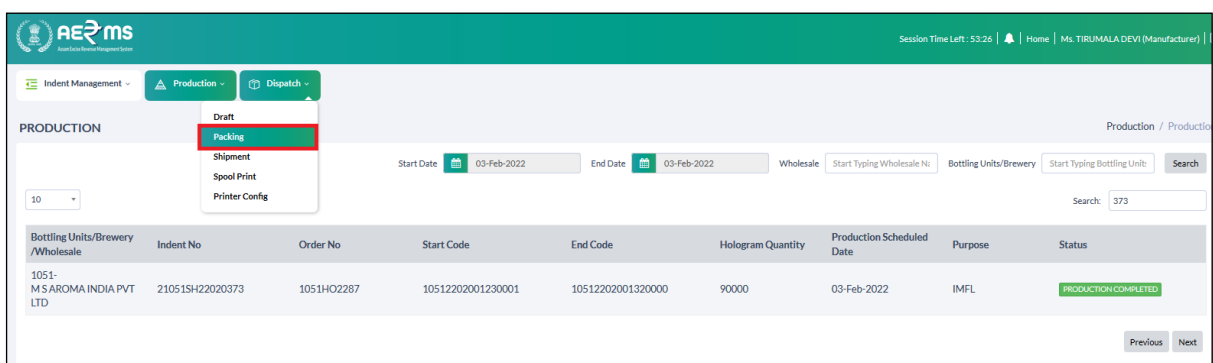 AERMS
Assam Excise Revenue Management System
Session Time Left : 53:26 | Home | Ms. TIRUMALA DEVI (Manufacturer) |
Indent Management
Production
Dispatch
Draft
Packing
Shipment
Spool Print
Printer Config
PRODUCTION
Production / Productio
Start Date 03-Feb-2022 End Date 03-Feb-2022 Wholesale Start Typing Wholesale Na Bottling Units/Brewery Start Typing Bottling Units Search
10
Search: 373
Bottling Units/Brewery /Wholesale
Indent No
Order No
Start Code
End Code
Hologram Quantity
Production Scheduled Date
Purpose
Status
1051-
M S AROMA INDIA PVT
LTD
21051SH22020373
1051HO2287
10512202001230001
10512202001320000
90000
03-Feb-2022
IMFL
PRODUCTION COMPLETED
Previous Next